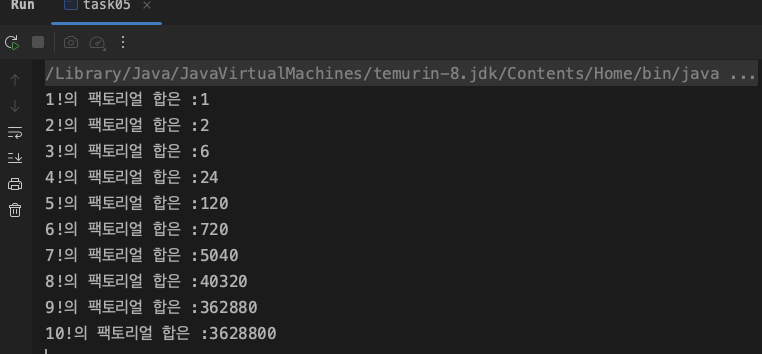 Run task05
/Library/Java/JavaVirtualMachines/temurin-8.jdk/Contents/Home/bin/java ...
1!의 팩토리얼 합은 :1
2!의 팩토리얼 합은 :2
3!의 팩토리얼 합은 :6
4!의 팩토리얼 합은 :24
5!의 팩토리얼 합은 :120
6!의 팩토리얼 합은 :720
7!의 팩토리얼 합은 :5040
8!의 팩토리얼 합은 :40320
9!의 팩토리얼 합은 :362880
10!의 팩토리얼 합은 :3628800